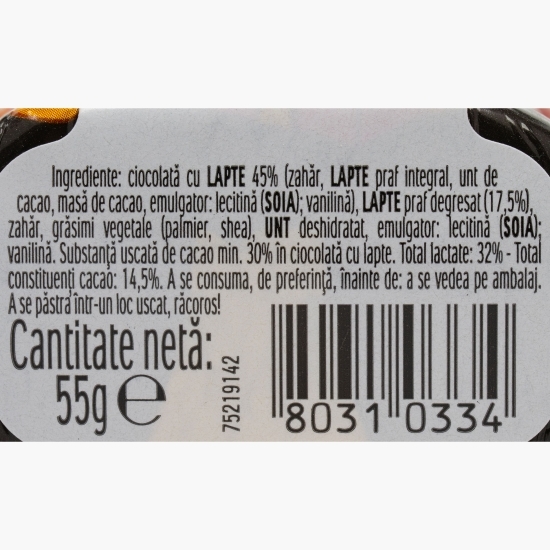 Ingrediente: ciocolată cu LAPTE 45% (zahăr, LAPTE praf integral, unt de
cacao, masă de cacao, emulgator: lecitină (SOIA); vanilină), LAPTE praf degresat (17,5%),
zahăr, grăsimi vegetale (palmier, shea), UNT deshidratat, emulgator: lecitină (SOIA);
vanilină. Substanţă uscată de cacao min. 30% în ciocolată cu lapte. Total lactate: 32% - Total
constituenţi cacao: 14,5%. A se consuma, de preferinţă, înainte de: a se vedea pe ambalaj.
A se păstra într-un loc uscat, răcoros!
Cantitate netă:
55g e
75219142
8031 0334